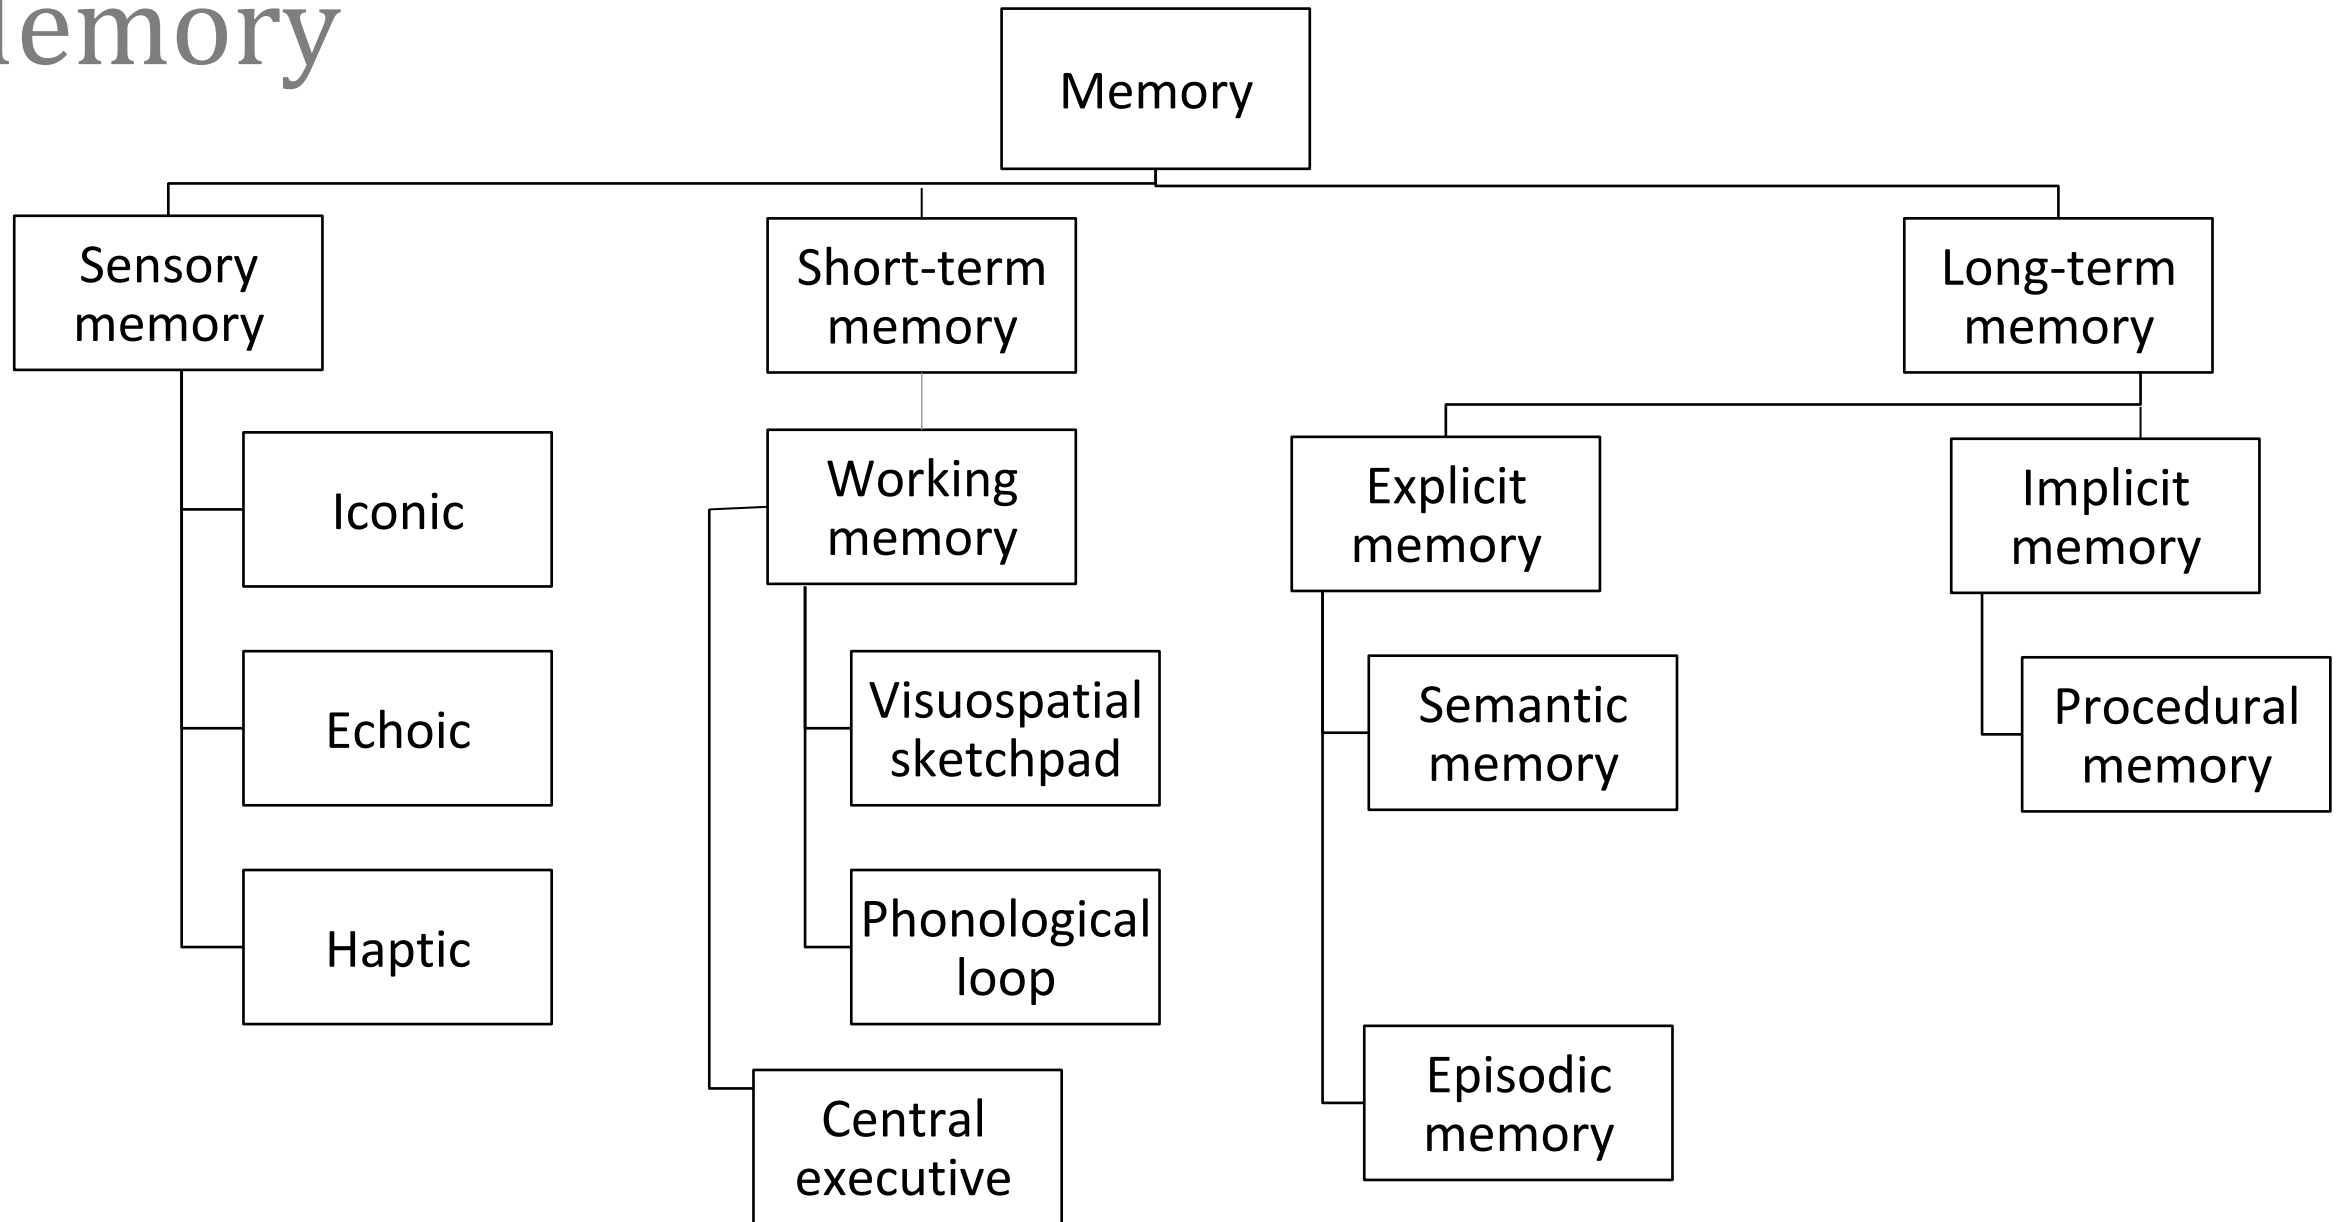 lemory
Memory
Sensory
memory
Short-term
memory
Long-term
memory
Iconic
Echoic
Haptic
Working
memory
Visuospatial
sketchpad
Phonological
loop
Central
executive
Explicit
memory
Semantic
memory
Episodic
memory
Implicit
memory
Procedural
memory